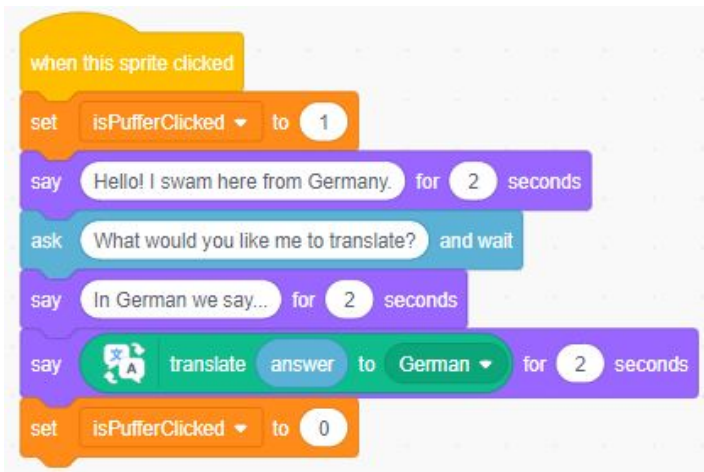 when this sprite clicked
set isPufferClicked to 1
say Hello! I swam here from Germany. for 2 seconds
ask What would you like me to translate? and wait
say In German we say... for 2 seconds
say 文 A translate answer to German for 2 seconds
set isPufferClicked to 0